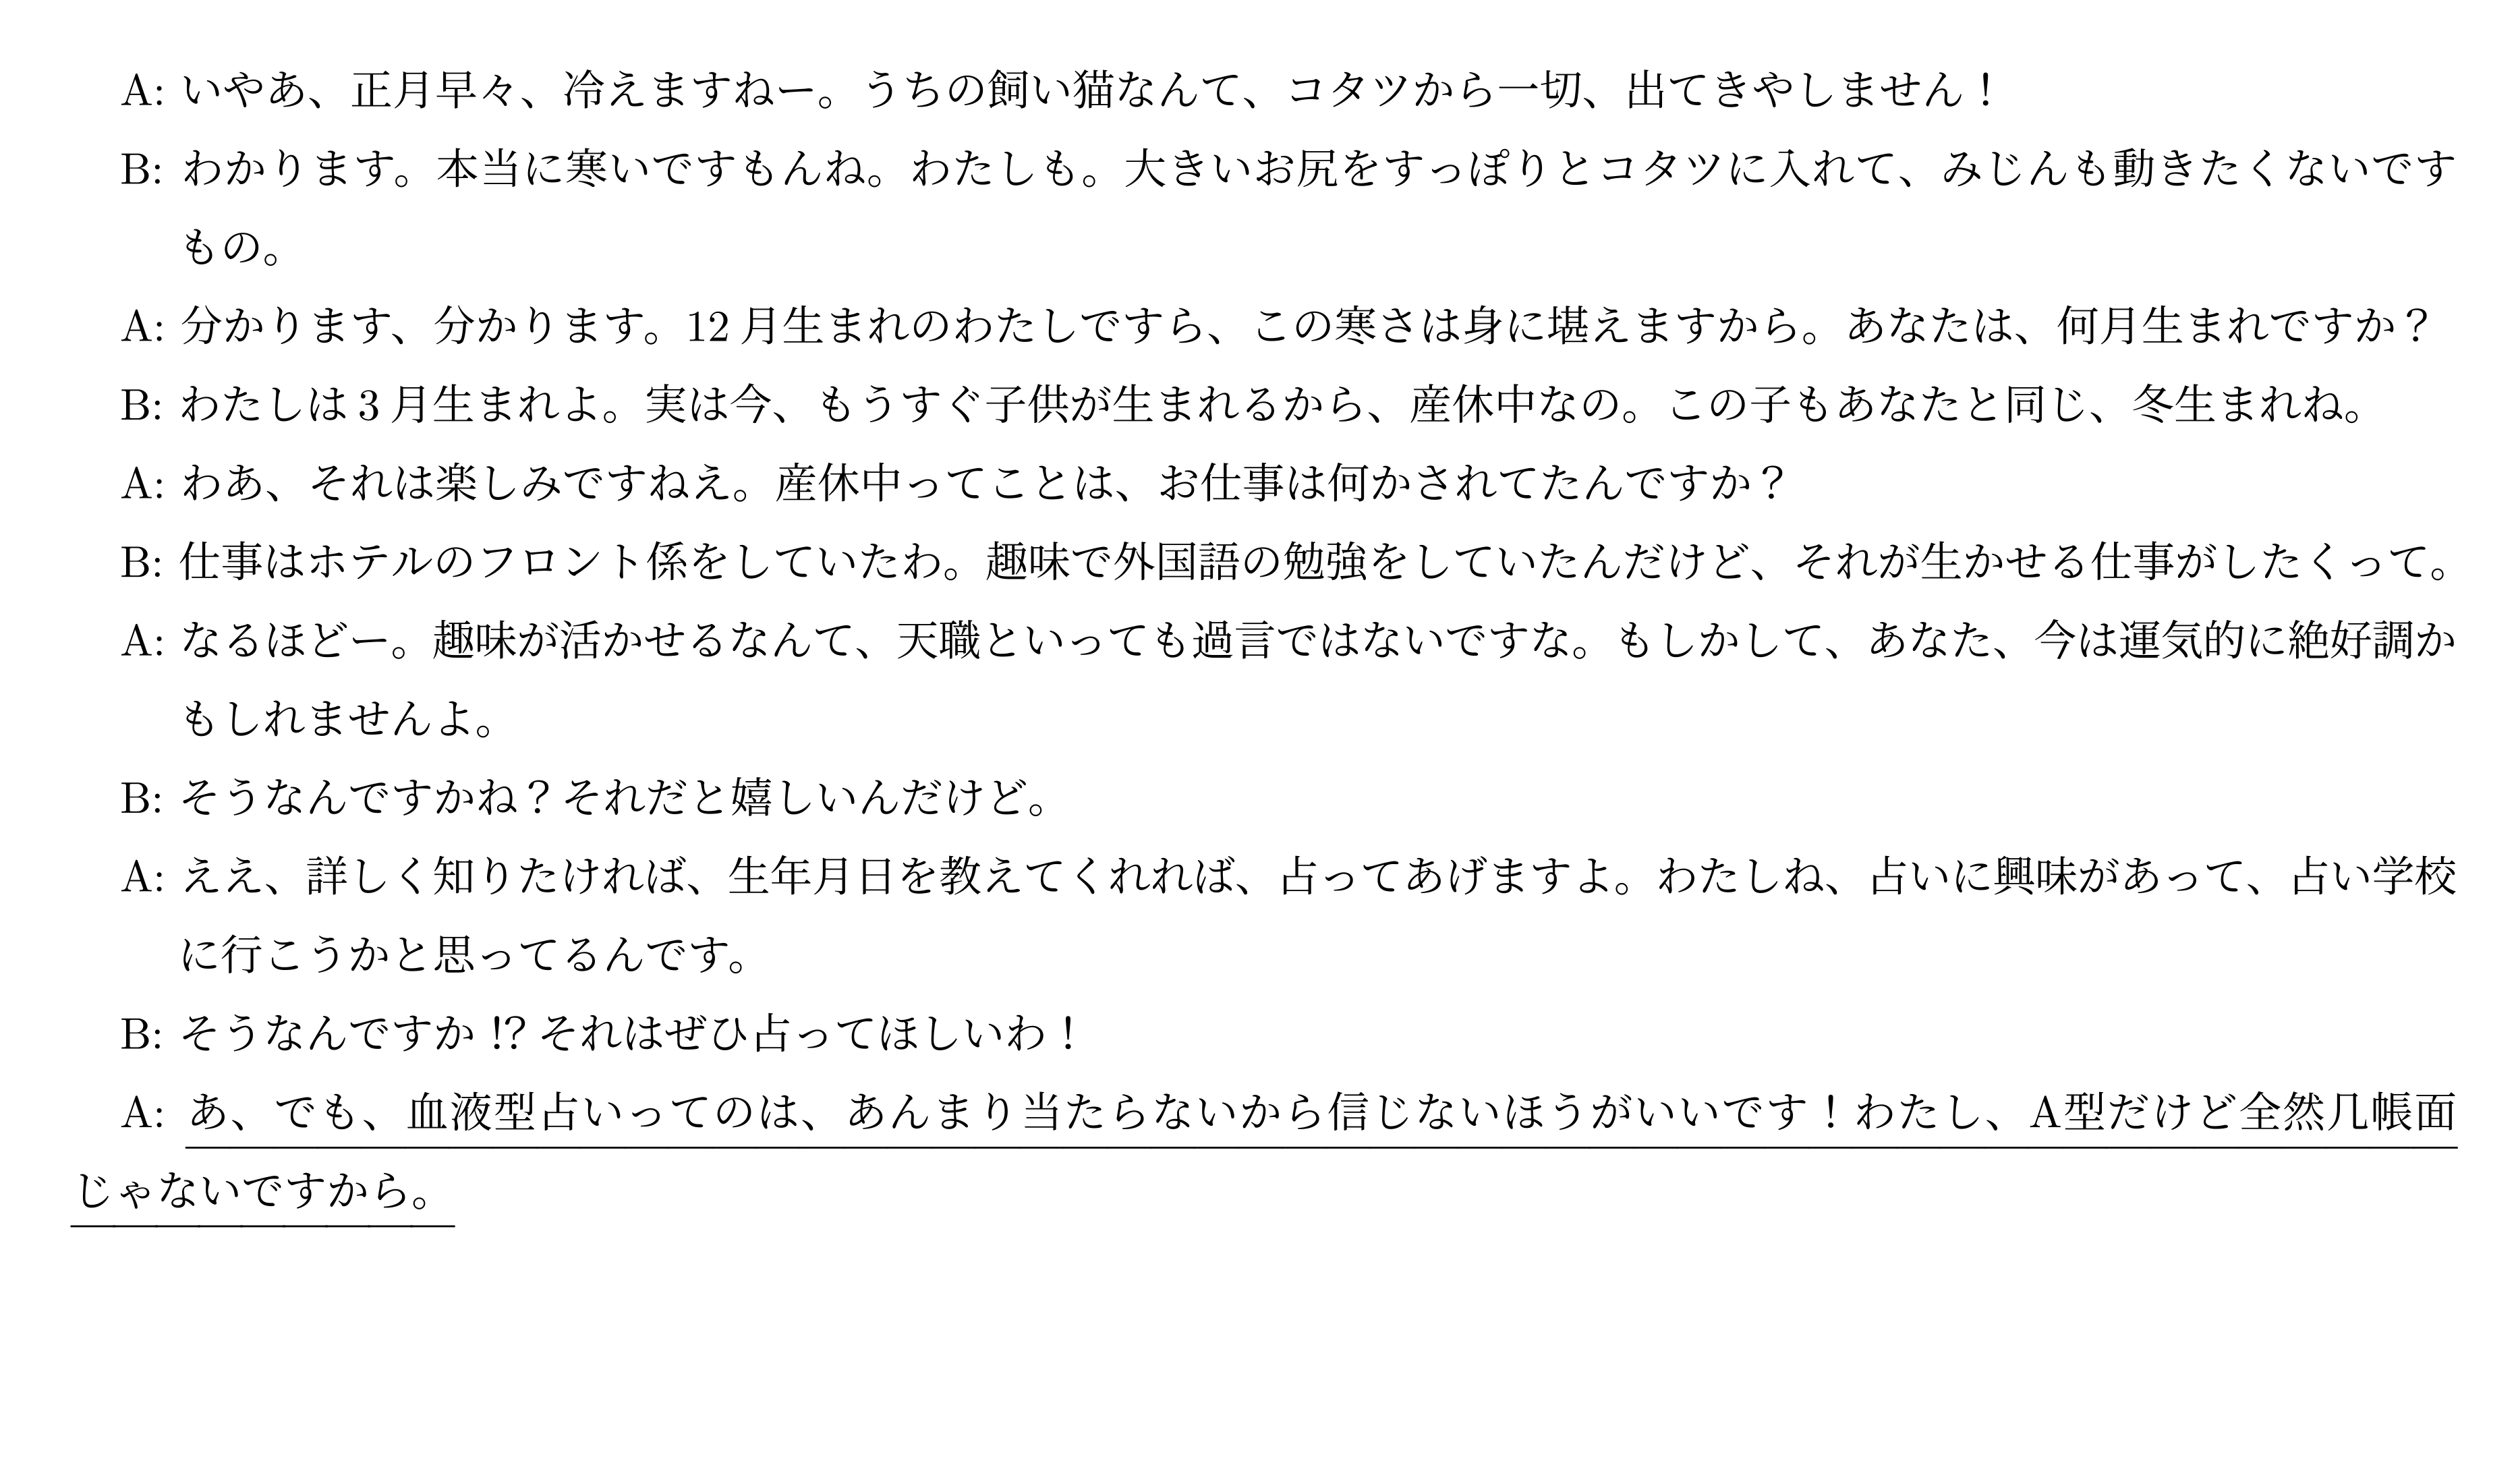 A: いやあ、正月早々、冷えますねー。うちの飼い猫なんて、コタツから一切、出てきやしません！
B: わかります。本当に寒いですもんね。わたしも。大きいお尻をすっぽりとコタツに入れて、みじんも動きたくないです
もの。
A: 分かります、分かります。12 月生まれのわたしですら、この寒さは身に堪えますから。あなたは、何月生まれですか？
B: わたしは 3 月生まれよ。実は今、もうすぐ子供が生まれるから、産休中なの。この子もあなたと同じ、冬生まれね。
A: わあ、それは楽しみですねえ。産休中ってことは、お仕事は何かされてたんですか？
B: 仕事はホテルのフロント係をしていたわ。趣味で外国語の勉強をしていたんだけど、それが生かせる仕事がしたくって。
A: なるほどー。趣味が活かせるなんて、天職といっても過言ではないですな。もしかして、あなた、今は運気的に絶好調か
もしれませんよ。
B: そうなんですかね？それだと嬉しいんだけど。
A: ええ、詳しく知りたければ、生年月日を教えてくれれば、占ってあげますよ。わたしね、占いに興味があって、占い学校
に行こうかと思ってるんです。
B: そうなんですか !? それはぜひ占ってほしいわ！
A: あ、でも、血液型占いってのは、あんまり当たらないから信じないほうがいいです！わたし、A型だけど全然几帳面
じゃないですから。